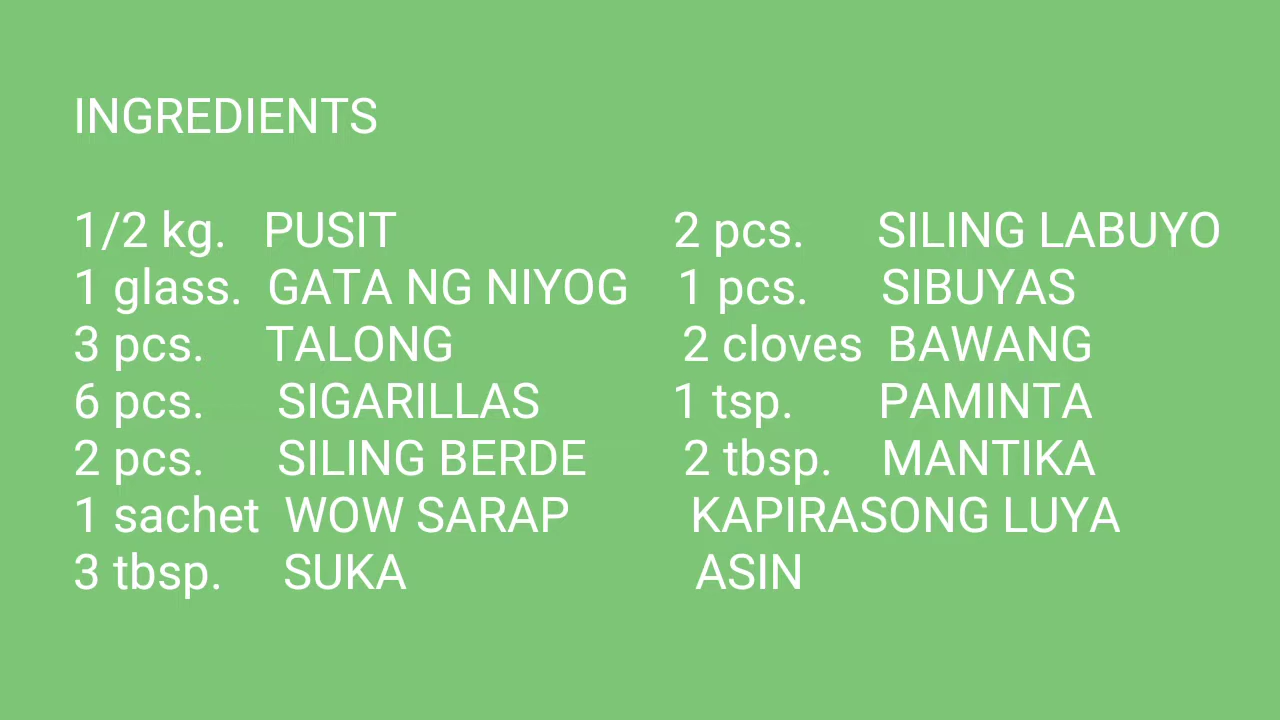 INGREDIENTS
1/2 kg. PUSIT
1 glass. GATA NG NIYOG
3 pcs. TALONG
6 pcs. SIGARILLAS
2 pcs. SILING BERDE
1 sachet WOW SARAP
3 tbsp. SUKA
2 pcs. SILING LABUYO
1 pcs. SIBUYAS
2 cloves BAWANG
1 tsp. PAMINTA
2 tbsp. MANTIKA
KAPIRASONG LUYA
ASIN